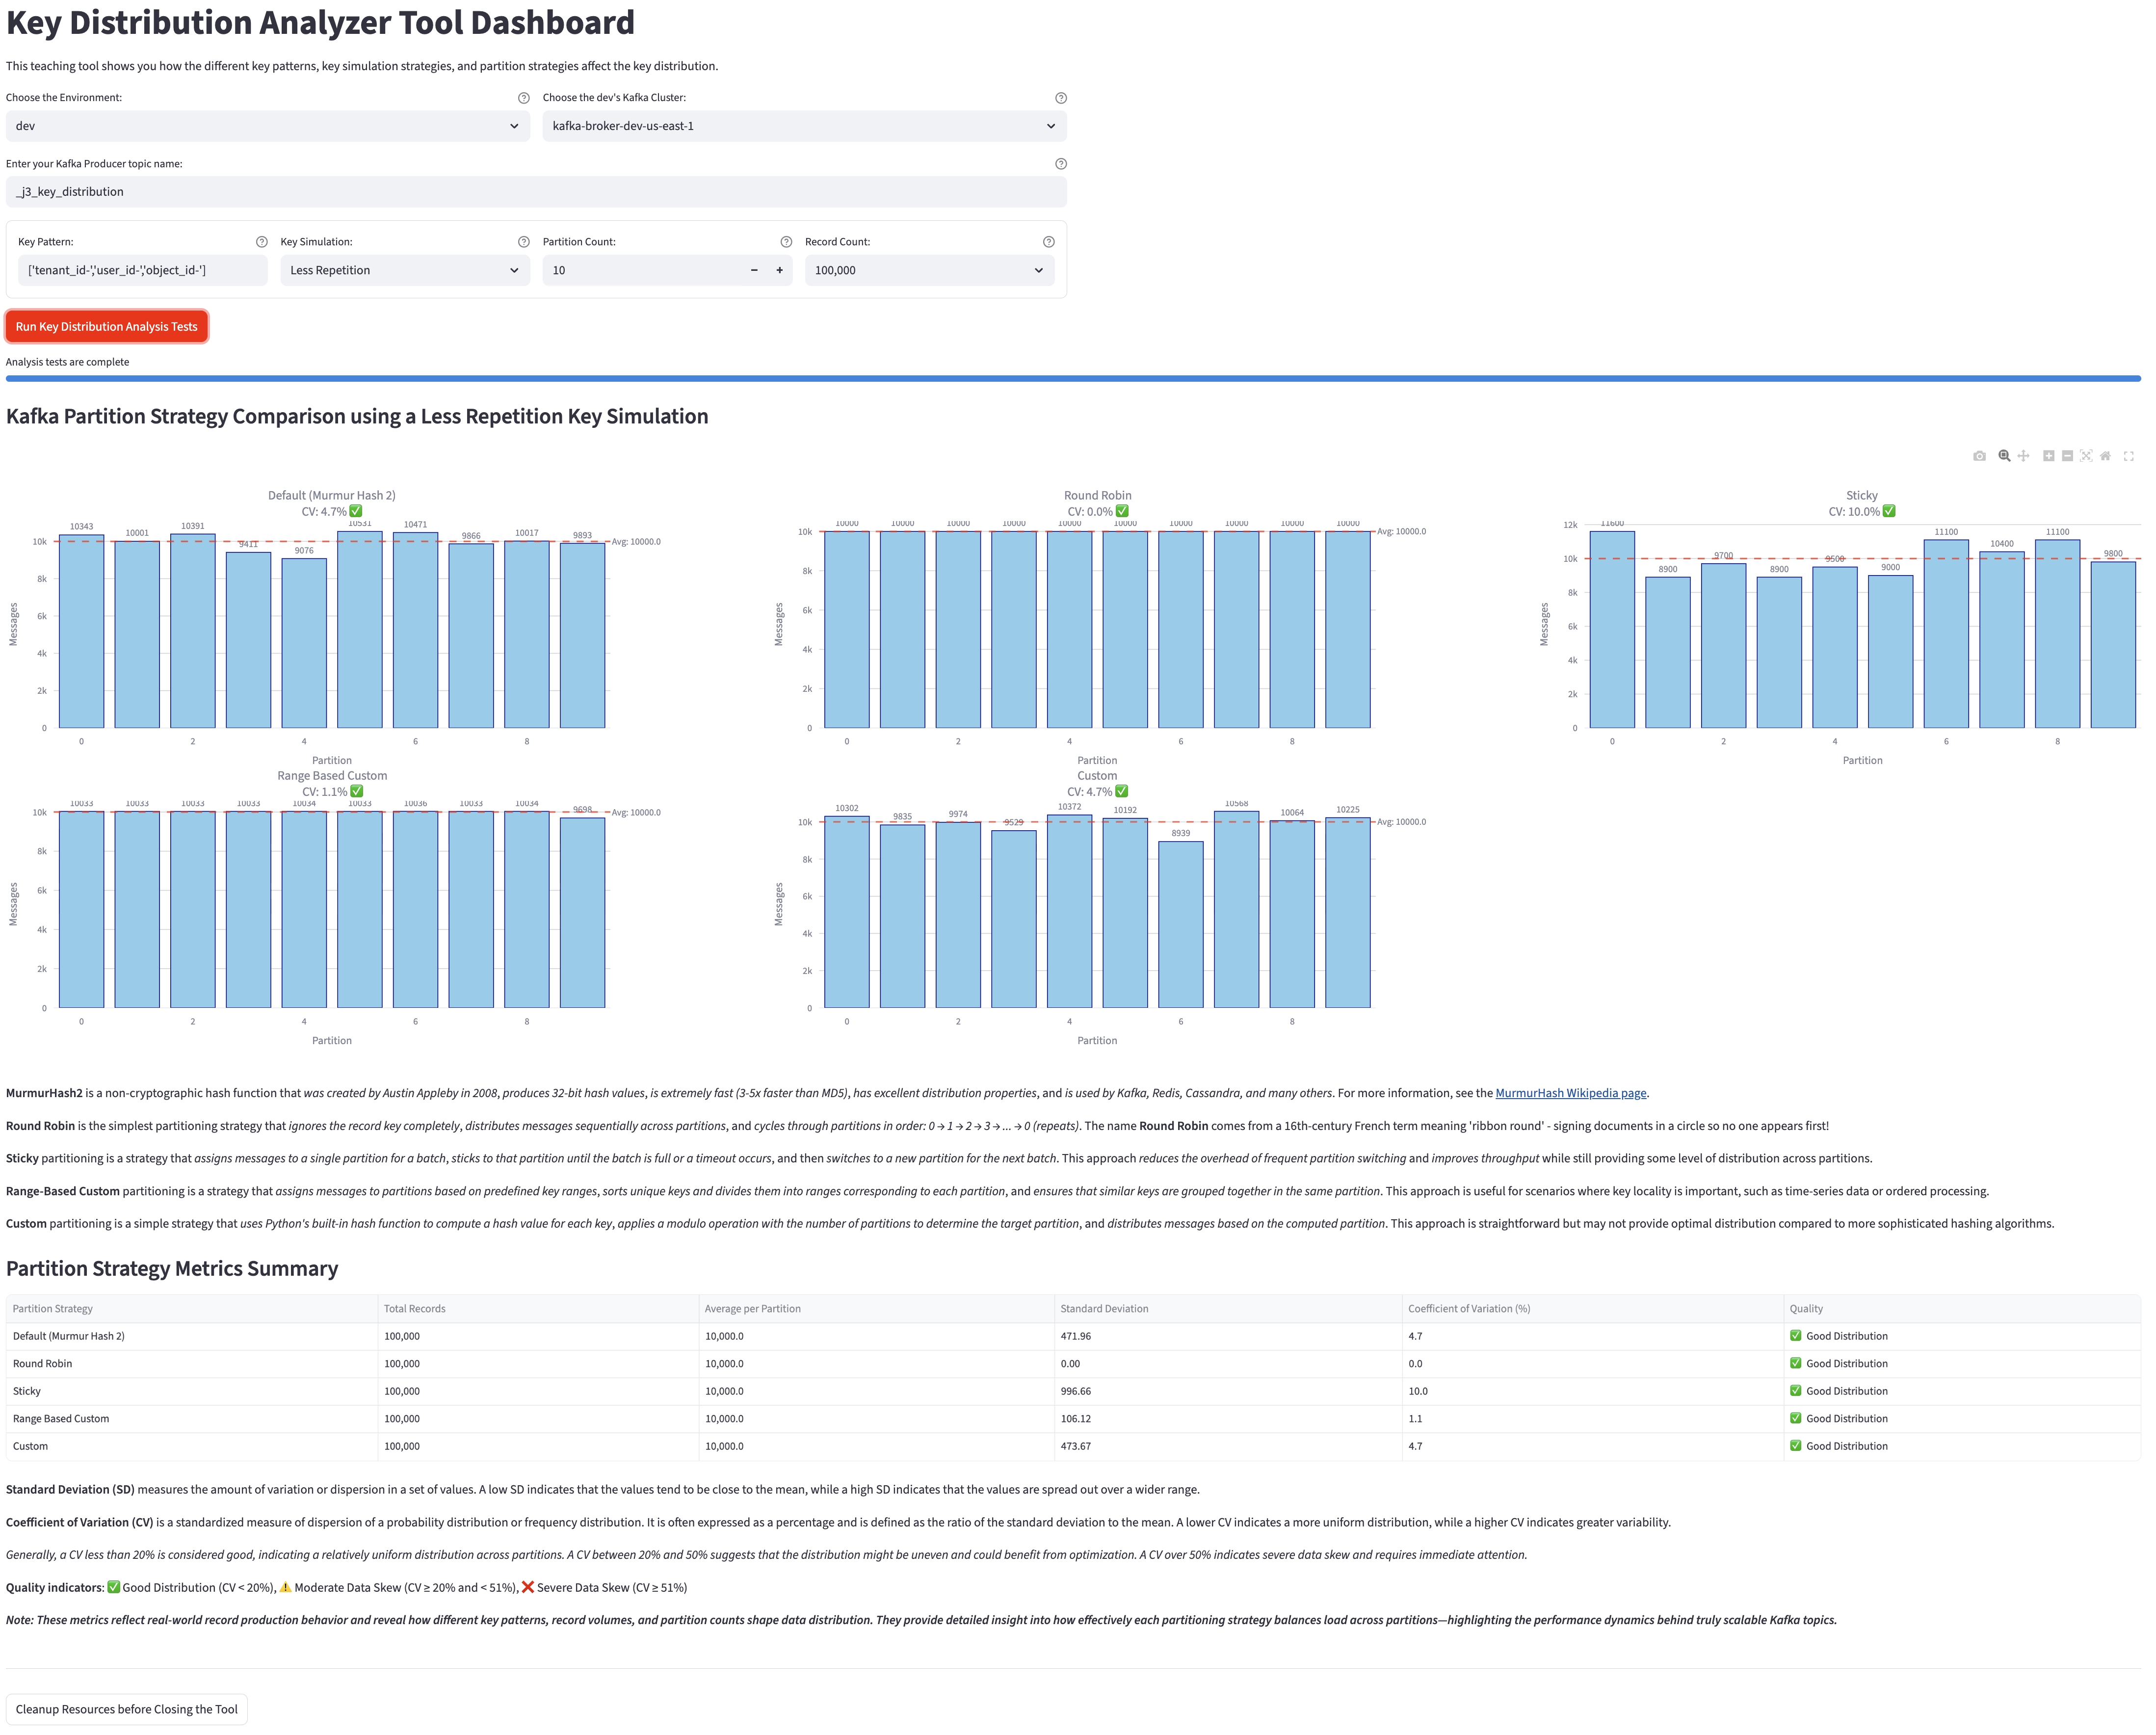 Key Distribution Analyzer Tool Dashboard
This teaching tool shows you how the different key patterns, key simulation strategies, and partition strategies affect the key distribution.
Choose the Environment:
Choose the dev's Kafka Cluster:
dev
kafka-broker-dev-us-east-1
Enter your Kafka Producer topic name:
_j3_key_distribution
Key Pattern:
Key Simulation:
Partition Count:
Record Count:
['tenant_id-','user_id-','object_id-']
Less Repetition
10
100,000
Run Key Distribution Analysis Tests
Analysis tests are complete
Kafka Partition Strategy Comparison using a Less Repetition Key Simulation
Default (Murmur Hash 2)
CV: 4.7% ✅
10343 10001 10391 9411 9076 10531 10471 9866 10017 9893
Avg: 10000.0
10k
8k
6k
4k
2k
0
Messages
0 2 4 6 8
Partition
Round Robin
CV: 0.0% ✅
10000 10000 10000 10000 10000 10000 10000 10000 10000 10000
Avg: 10000.0
10k
8k
6k
4k
2k
0
Messages
0 2 4 6 8
Partition
Sticky
CV: 10.0% ✅
11600 8900 9700 8900 9500 9000 11100 10400 11100 9800
12k
10k
8k
6k
4k
2k
0
Messages
0 2 4 6 8
Partition
Range Based Custom
CV: 1.1% ✅
10033 10033 10033 10033 10034 10033 10036 10033 10034 9698
Avg: 10000.0
10k
8k
6k
4k
2k
0
Messages
0 2 4 6 8
Partition
Custom
CV: 4.7% ✅
10302 9835 9974 9529 10372 10192 8939 10568 10064 10225
Avg: 10000.0
10k
8k
6k
4k
2k
0
Messages
0 2 4 6 8
Partition
MurmurHash2 is a non-cryptographic hash function that was created by Austin Appleby in 2008, produces 32-bit hash values, is extremely fast (3-5x faster than MD5), has excellent distribution properties, and is used by Kafka, Redis, Cassandra, and many others. For more information, see the MurmurHash Wikipedia page.
Round Robin is the simplest partitioning strategy that ignores the record key completely, distributes messages sequentially across partitions, and cycles through partitions in order: 0 → 1 → 2 → 3 → ... → 0 (repeats). The name Round Robin comes from a 16th-century French term meaning 'ribbon round' - signing documents in a circle so no one appears first!
Sticky partitioning is a strategy that assigns messages to a single partition for a batch, sticks to that partition until the batch is full or a timeout occurs, and then switches to a new partition for the next batch. This approach reduces the overhead of frequent partition switching and improves throughput while still providing some level of distribution across partitions.
Range-Based Custom partitioning is a strategy that assigns messages to partitions based on predefined key ranges, sorts unique keys and divides them into ranges corresponding to each partition, and ensures that similar keys are grouped together in the same partition. This approach is useful for scenarios where key locality is important, such as time-series data or ordered processing.
Custom partitioning is a simple strategy that uses Python's built-in hash function to compute a hash value for each key, applies a modulo operation with the number of partitions to determine the target partition, and distributes messages based on the computed partition. This approach is straightforward but may not provide optimal distribution compared to more sophisticated hashing algorithms.
Partition Strategy Metrics Summary
Partition Strategy Total Records Average per Partition Standard Deviation Coefficient of Variation (%) Quality
Default (Murmur Hash 2) 100,000 10,000.0 471.96 4.7 ✅ Good Distribution
Round Robin 100,000 10,000.0 0.00 0.0 ✅ Good Distribution
Sticky 100,000 10,000.0 996.66 10.0 ✅ Good Distribution
Range Based Custom 100,000 10,000.0 106.12 1.1 ✅ Good Distribution
Custom 100,000 10,000.0 473.67 4.7 ✅ Good Distribution
Standard Deviation (SD) measures the amount of variation or dispersion in a set of values. A low SD indicates that the values tend to be close to the mean, while a high SD indicates that the values are spread out over a wider range.
Coefficient of Variation (CV) is a standardized measure of dispersion of a probability distribution or frequency distribution. It is often expressed as a percentage and is defined as the ratio of the standard deviation to the mean. A lower CV indicates a more uniform distribution, while a higher CV indicates greater variability.
Generally, a CV less than 20% is considered good, indicating a relatively uniform distribution across partitions. A CV between 20% and 50% suggests that the distribution might be uneven and could benefit from optimization. A CV over 50% indicates severe data skew and requires immediate attention.
Quality indicators: ✅ Good Distribution (CV < 20%), ⚠️ Moderate Data Skew (CV ≥ 20% and < 51%), ❌ Severe Data Skew (CV ≥ 51%)
Note: These metrics reflect real-world record production behavior and reveal how different key patterns, record volumes, and partition counts shape data distribution. They provide detailed insight into how effectively each partitioning strategy balances load across partitions—highlighting the performance dynamics behind truly scalable Kafka topics.
Cleanup Resources before Closing the Tool